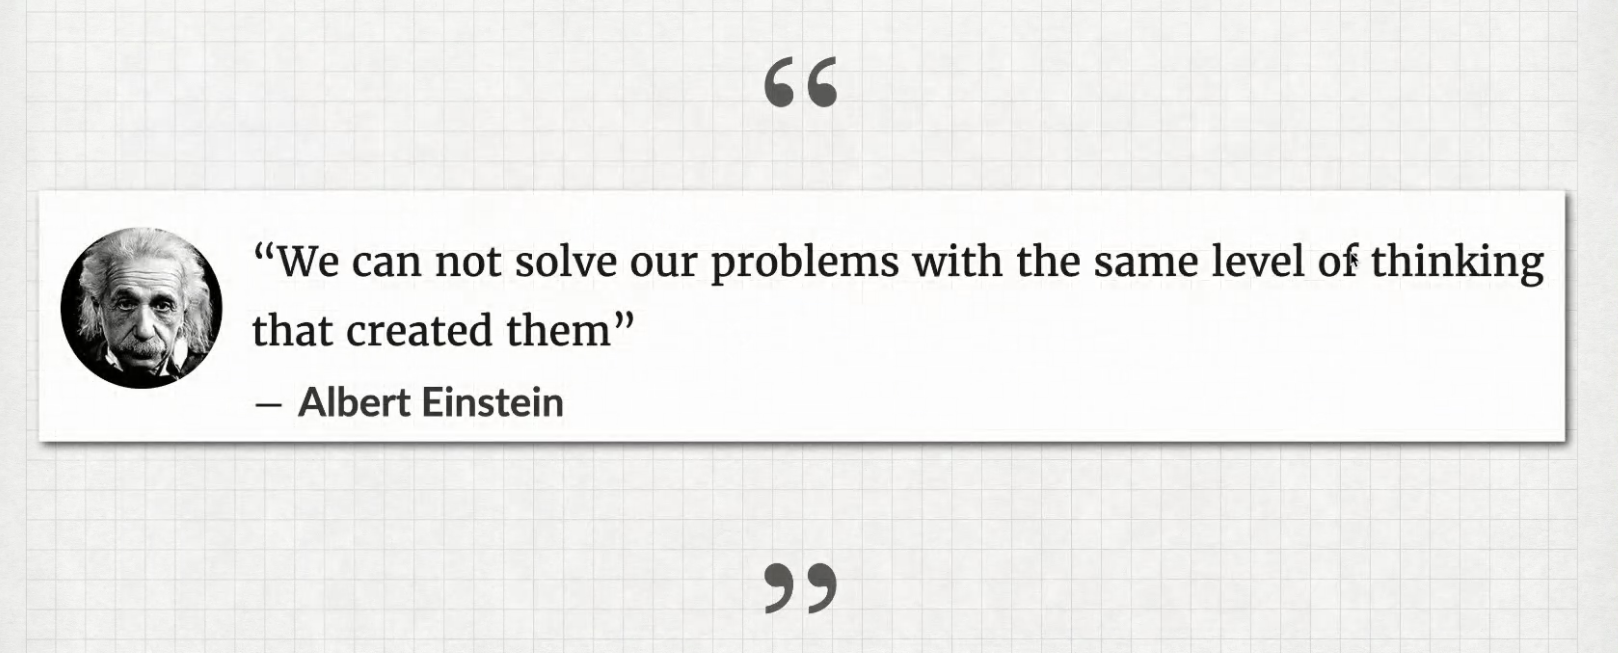 “
“We can not solve our problems with the same level of thinking
that created them”
— Albert Einstein
”